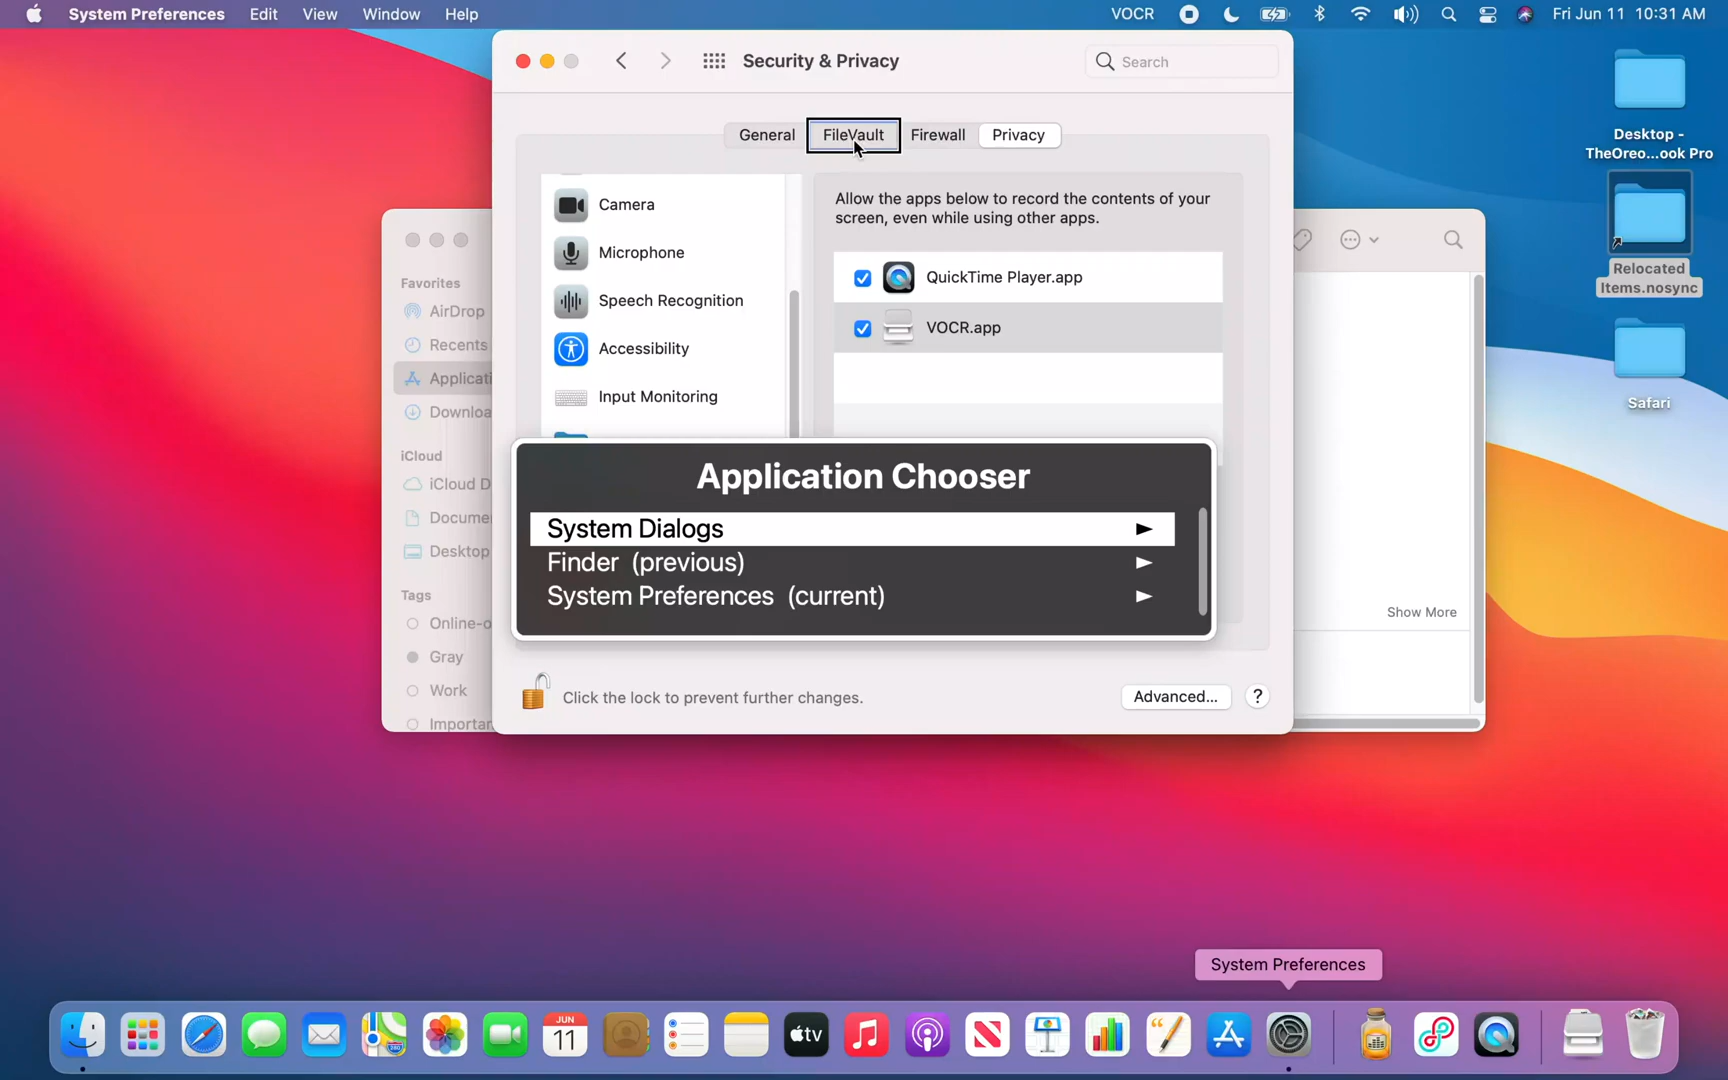 System Preferences Edit View Window Help
VOCR Fri Jun 11 10:31 AM
Security & Privacy
Search
General FileVault Firewall Privacy
Camera
Microphone
Speech Recognition
Accessibility
Input Monitoring
Allow the apps below to record the contents of your
screen, even while using other apps.
QuickTime Player.app
VOCR.app
Application Chooser
System Dialogs
Finder (previous)
System Preferences (current)
Click the lock to prevent further changes.
Advanced... ?
Favorites
AirDrop
Recents
Applicati
Downloa
iCloud
iCloud D
Docume
Desktop
Tags
Online-o
Gray
Work
Importan
Show More
Desktop -
TheOreo...ook Pro
Relocated
Items.nosync
Safari
System Preferences
JUN
11
tv